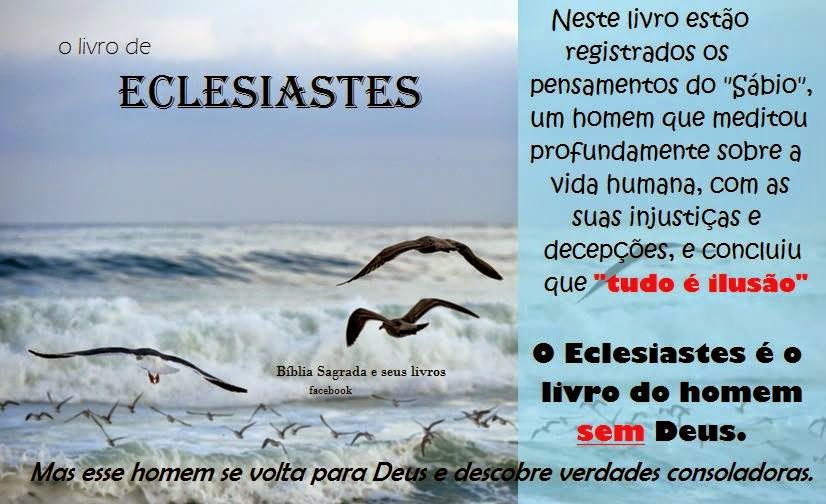 o livro de
ECLESIASTES
Neste livro estão
registrados os
pensamentos do "Sábio",
um homem que meditou
profundamente sobre a
vida humana, com as
suas injustiças e
decepções, e concluiu
que "tudo é ilusão"
O Eclesiastes é o
livro do homem
sem Deus.
Bíblia Sagrada e seus livros
facebook
Mas esse homem se volta para Deus e descobre verdades consoladoras.